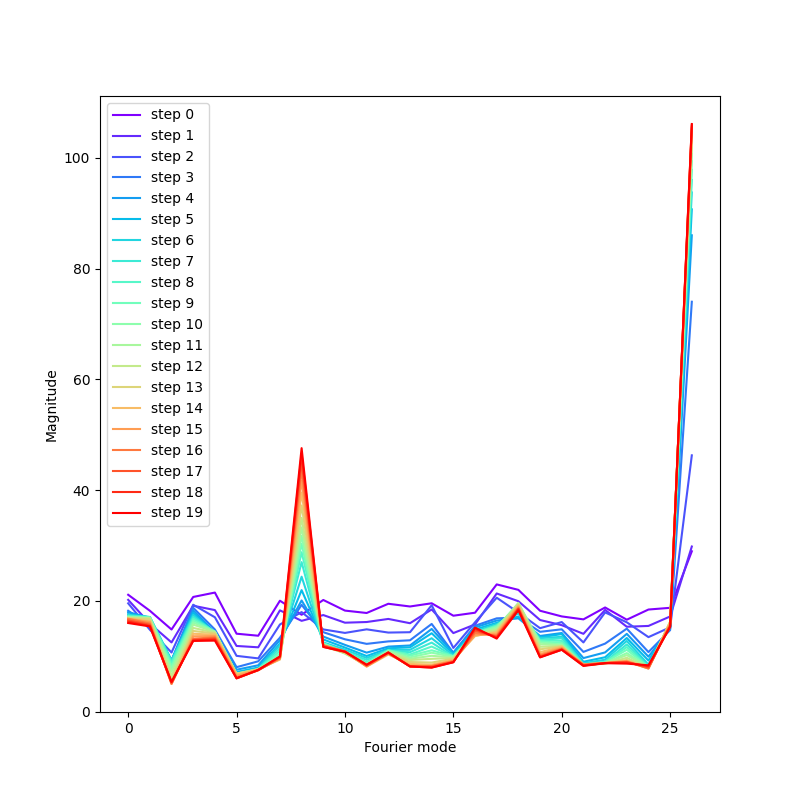 step 0
step 1
step 2
step 3
step 4
step 5
step 6
step 7
step 8
step 9
step 10
step 11
step 12
step 13
step 14
step 15
step 16
step 17
step 18
step 19
100
80
60
40
20
0
Magnitude
0 5 10 15 20 25
Fourier mode